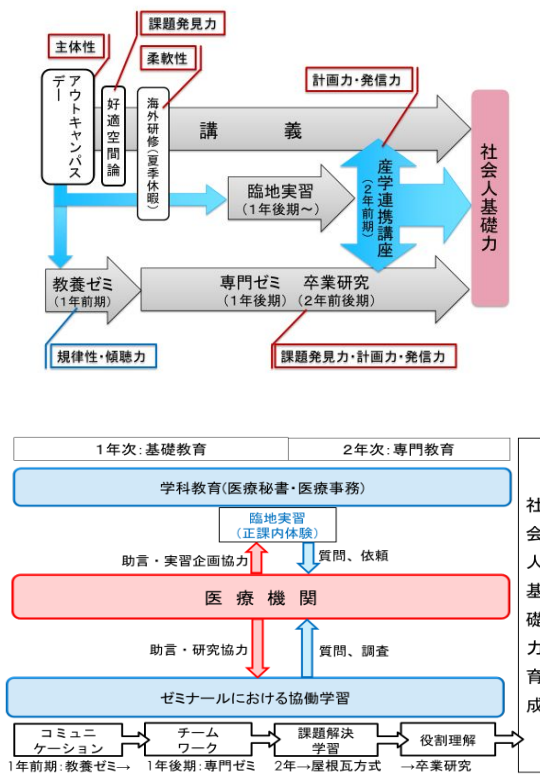 課題発見力
主体性
柔軟性
計画力・発信力
アウトキャンパス
デー
好適空間論
海外研修(夏季休暇)
講　義
臨地実習
(1年後期～)
産学連携講座
(2年前期)
社会人基礎力
教養ゼミ
(1年前期)
専門ゼミ　卒業研究
(1年後期) (2年前後期)
規律性・傾聴力
課題発見力・計画力・発信力
1年次：基礎教育
2年次：専門教育
学科教育(医療秘書・医療事務)
臨地実習
(正課内体験)
助言・実習企画協力
質問、依頼
医 療 機 関
助言・研究協力
質問、調査
ゼミナールにおける協働学習
社会人基礎力育成
コミュニ
ケーション
チーム
ワーク
課題解決
学習
役割理解
1年前期：教養ゼミ→
1年後期：専門ゼミ
2年→屋根瓦方式
→卒業研究